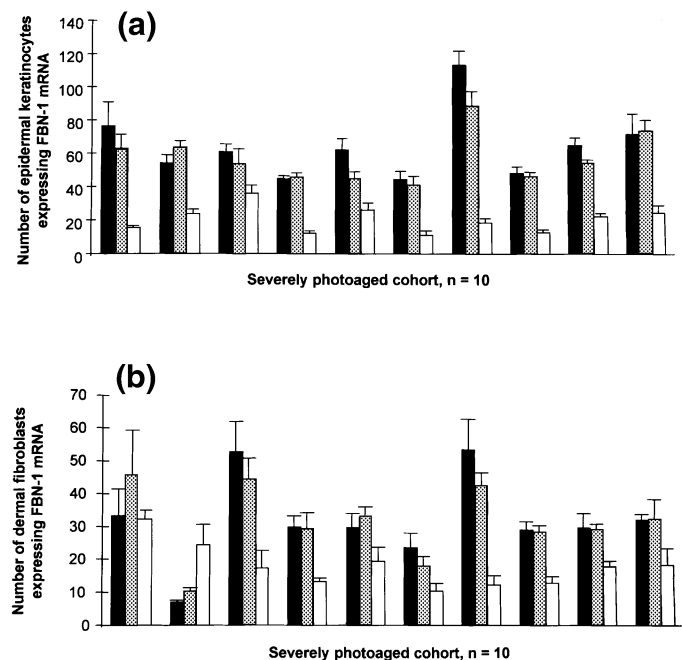 (a)
Number of epidermal keratinocytes
expressing FBN-1 mRNA
140
120
100
80
60
40
20
0
Severely photoaged cohort, n = 10
(b)
Number of dermal fibroblasts
expressing FBN-1 mRNA
70
60
50
40
30
20
10
0
Severely photoaged cohort, n = 10